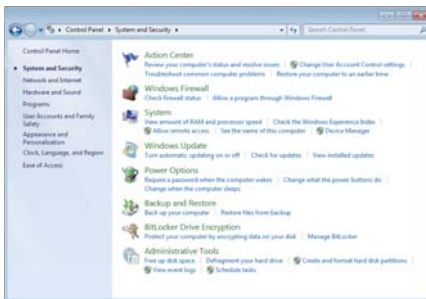 Control Panel
System and Security
Search Control Panel
Control Panel Home
System and Security
Network and Internet
Hardware and Sound
Programs
User Accounts and Family
Safety
Appearance and
Personalization
Clock, Language, and Region
Ease of Access
Action Center
Review your computer's status and resolve issues
Change User Account Control settings
Troubleshoot common computer problems
Restore your computer to an earlier time
Windows Firewall
Check firewall status
Allow a program through Windows Firewall
System
View amount of RAM and processor speed
Check the Windows Experience Index
Allow remote access
See the name of this computer
Device Manager
Windows Update
Turn automatic updating on or off
Check for updates
View installed updates
Power Options
Require a password when the computer wakes
Change what the power buttons do
Change when the computer sleeps
Backup and Restore
Back up your computer
Restore files from backup
BitLocker Drive Encryption
Protect your computer by encrypting data on your disk
Manage BitLocker
Administrative Tools
Free up disk space
Defragment your hard drive
Create and format hard disk partitions
View event logs
Schedule tasks